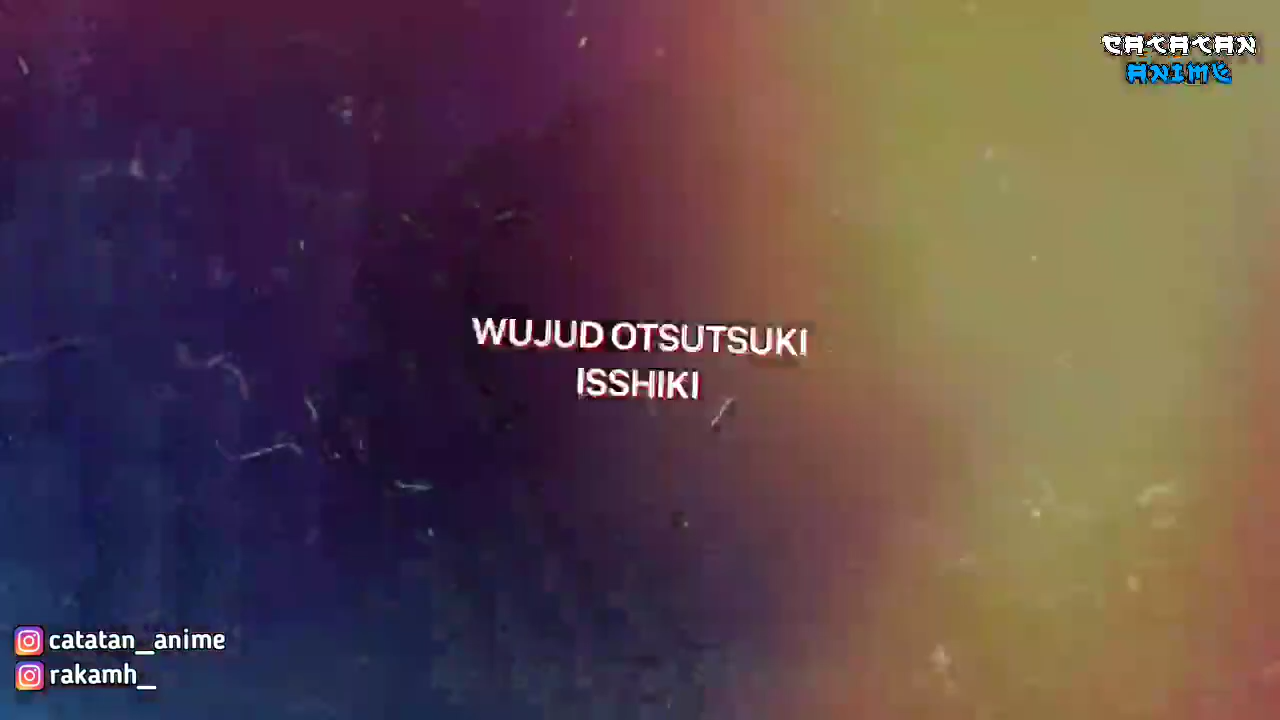 CATATAN
ANIME
WUJUD OTSUTSUKI
ISSHIKI
catatan_anime
rakamh_